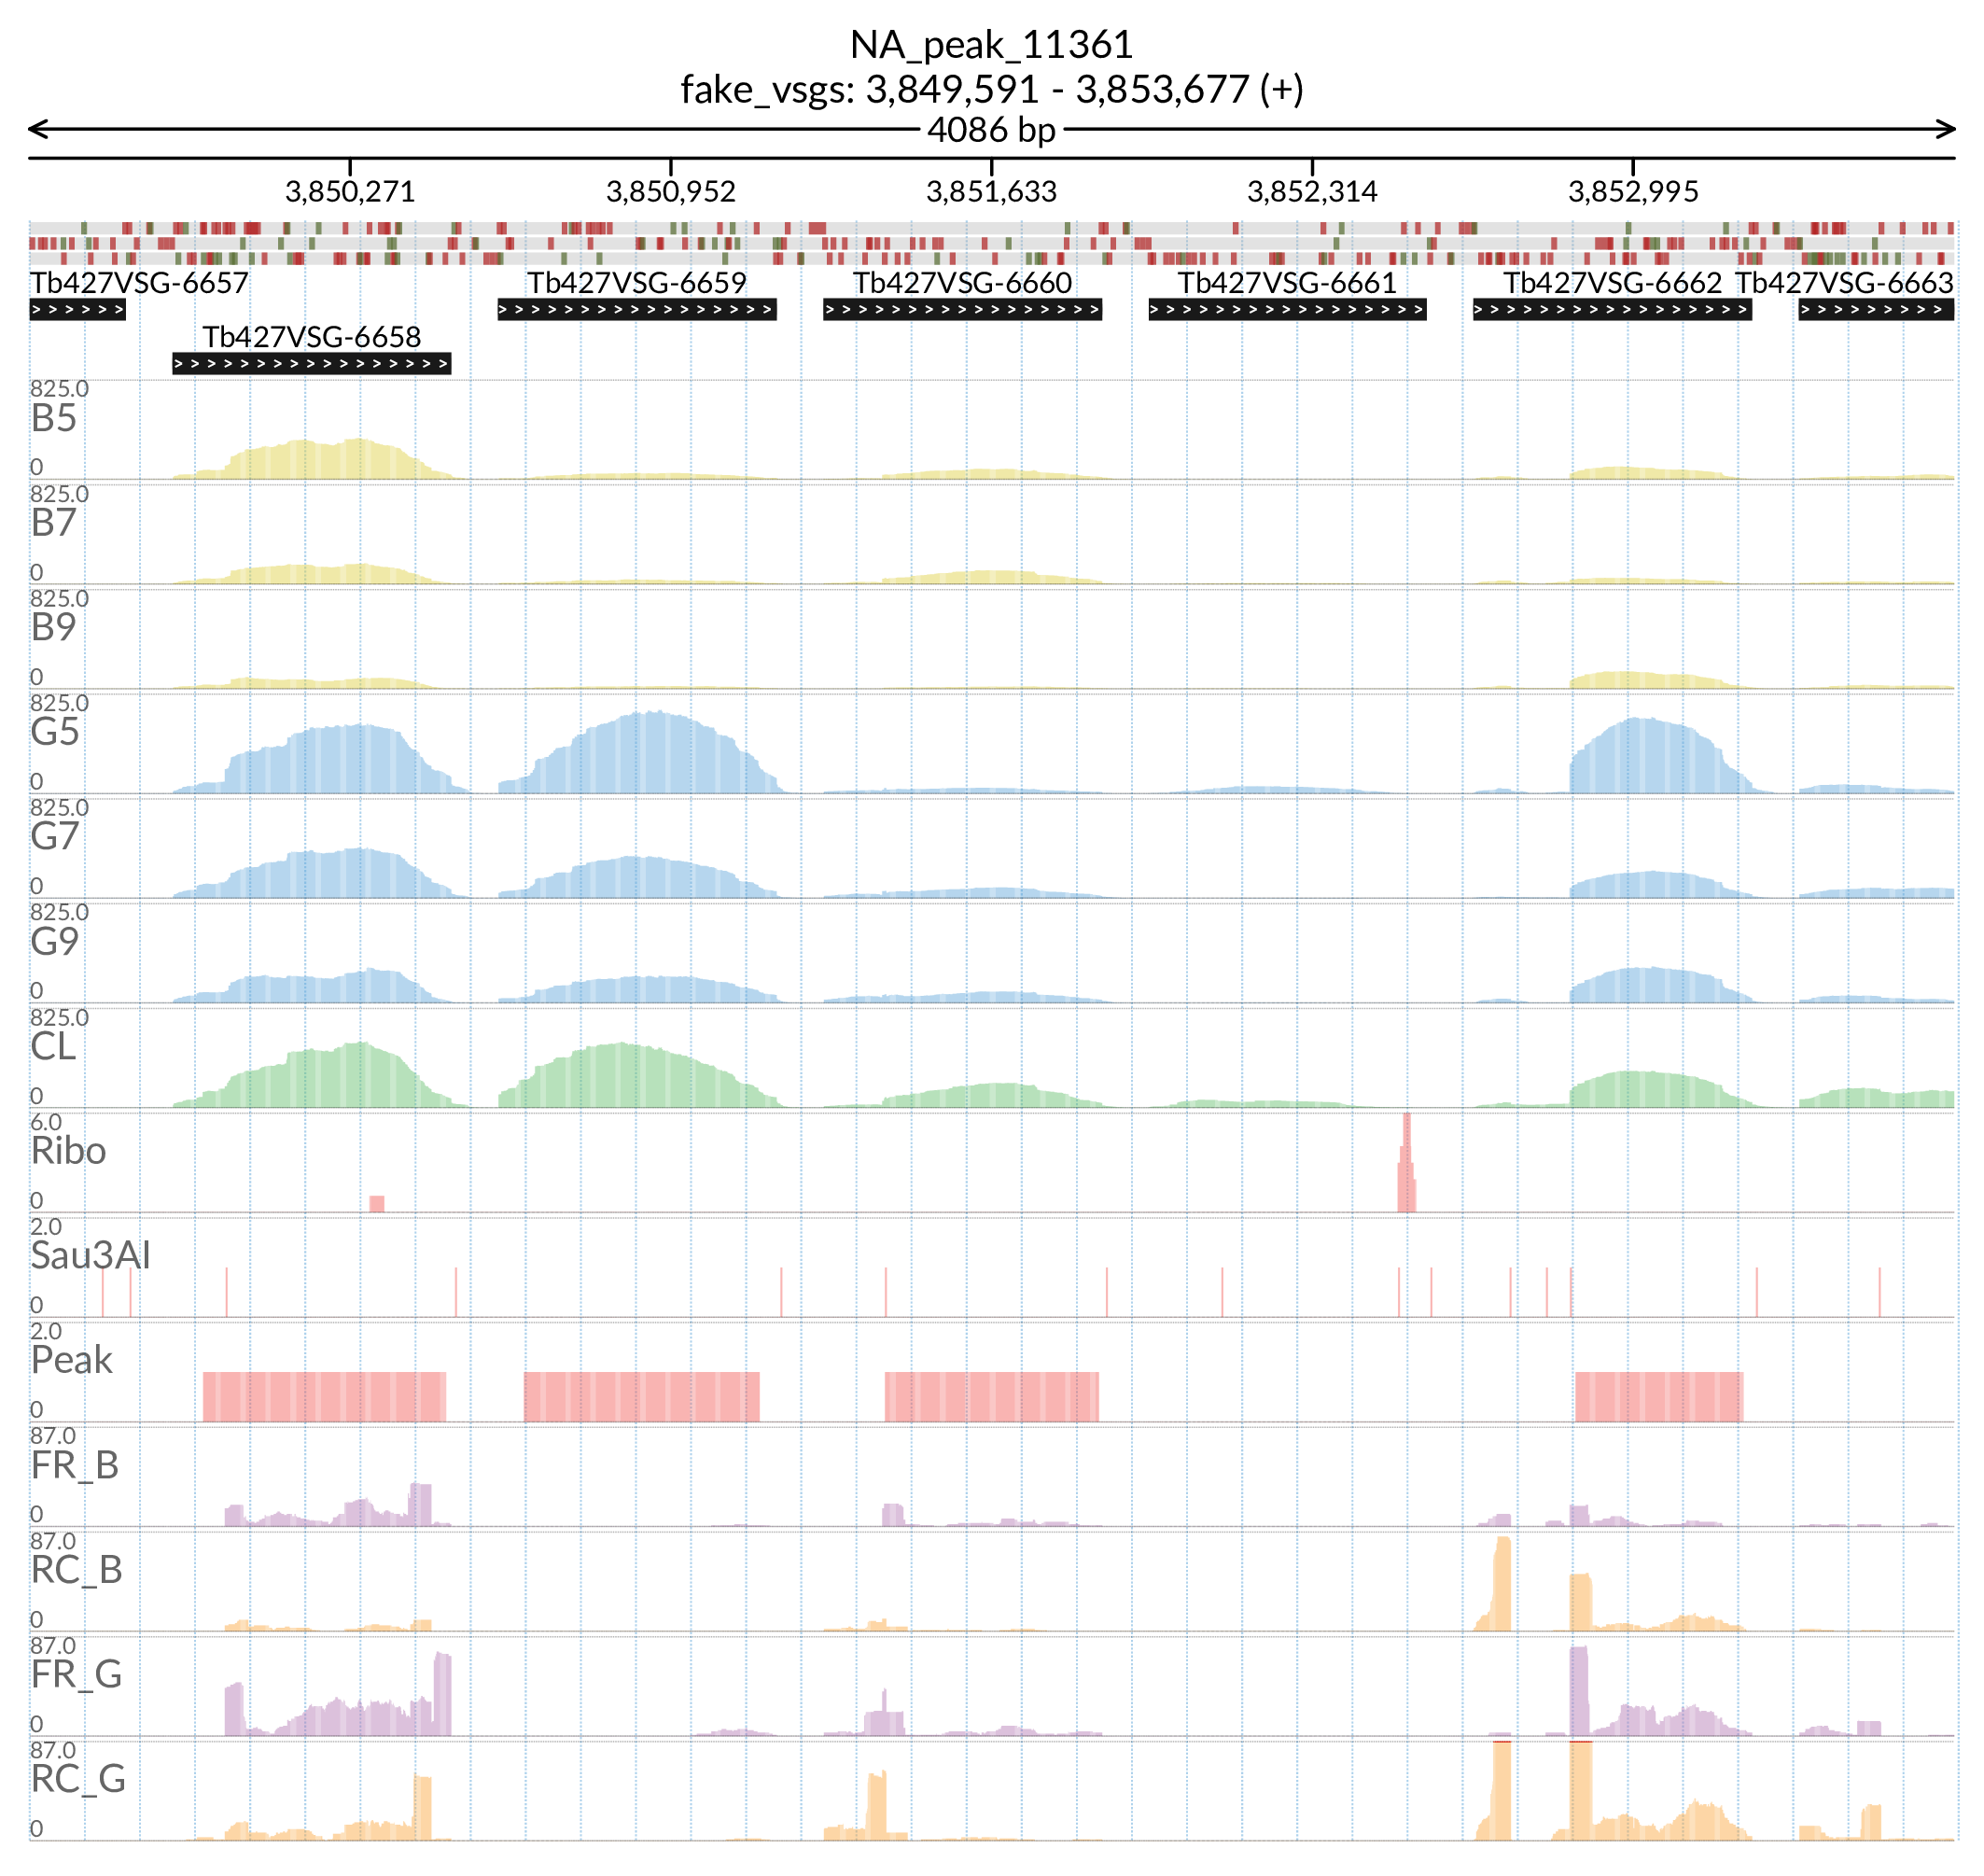 NA_peak_11361
fake_vsgs: 3,849,591 - 3,853,677 (+)
4086 bp
3,850,271 3,850,952 3,851,633 3,852,314 3,852,995
Tb427VSG-6657 Tb427VSG-6659 Tb427VSG-6660 Tb427VSG-6661 Tb427VSG-6662 Tb427VSG-6663
Tb427VSG-6658
825.0
B5
0
825.0
B7
0
825.0
B9
0
825.0
G5
0
825.0
G7
0
825.0
G9
0
825.0
CL
0
6.0
Ribo
0
2.0
Sau3AI
0
2.0
Peak
0
87.0
FR_B
0
87.0
RC_B
0
87.0
FR_G
0
87.0
RC_G
0